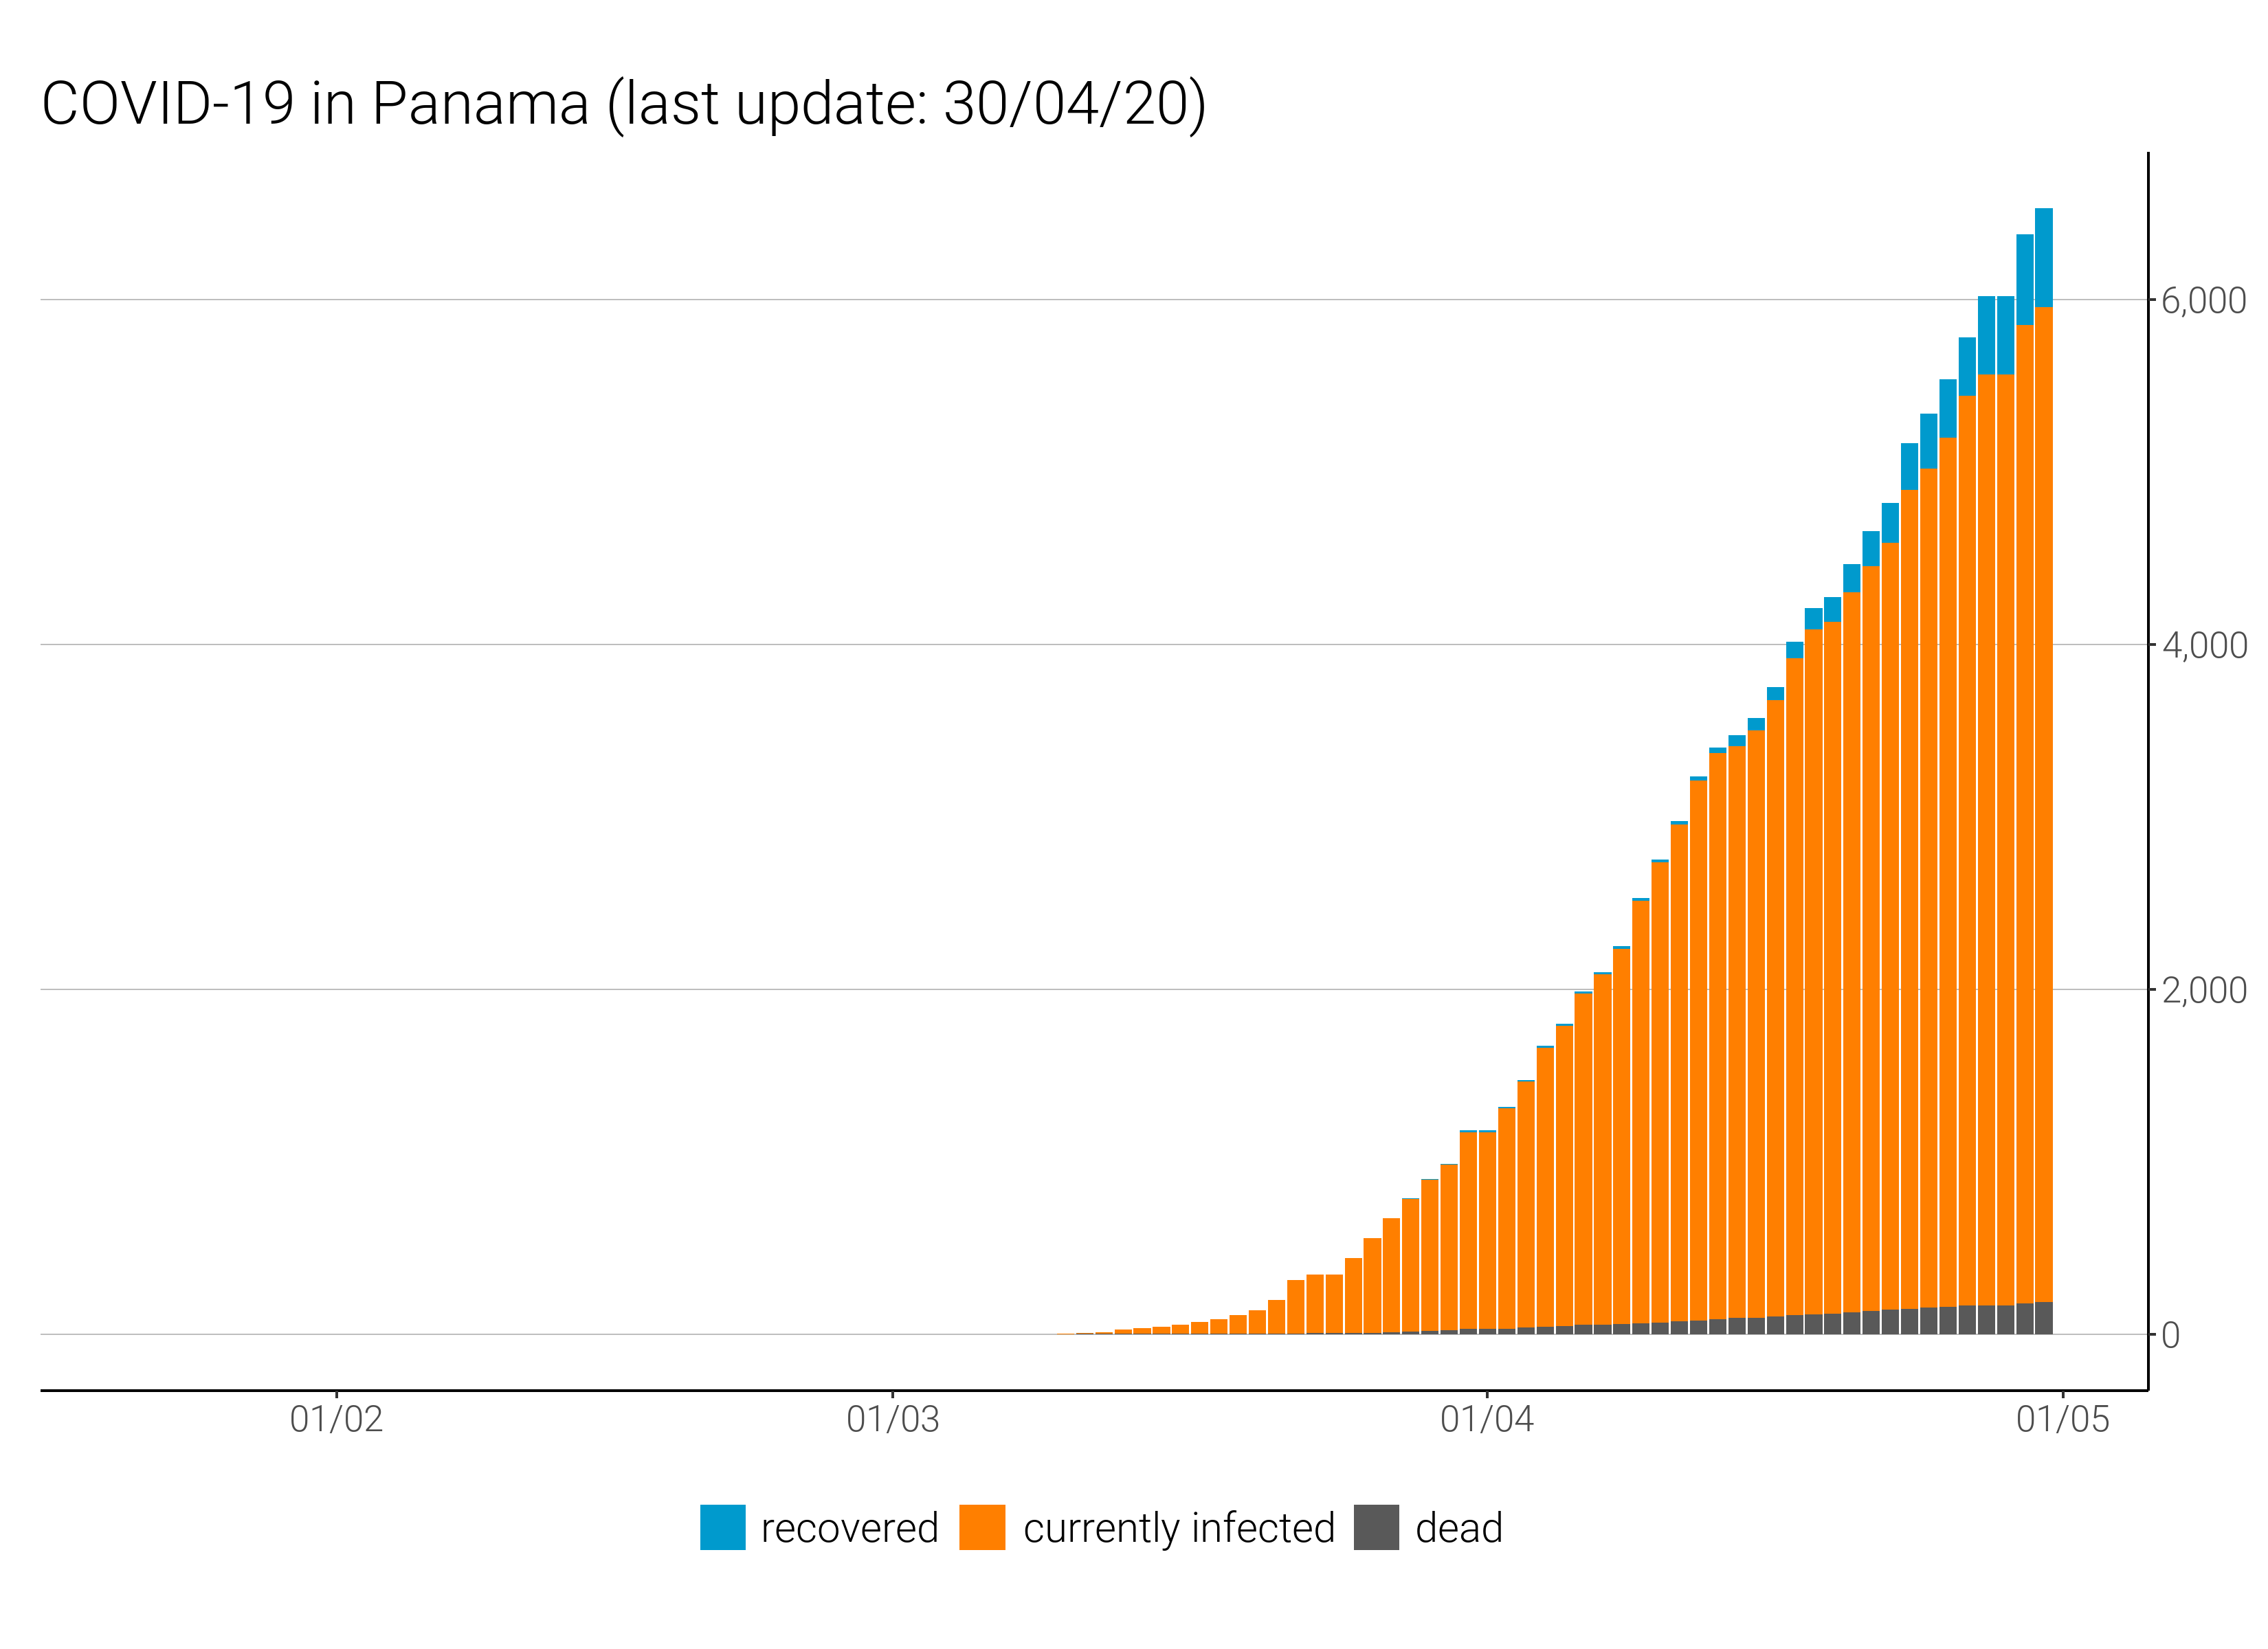 COVID-19 in Panama (last update: 30/04/20)
6,000
4,000
2,000
0
01/02 01/03 01/04 01/05
recovered currently infected dead